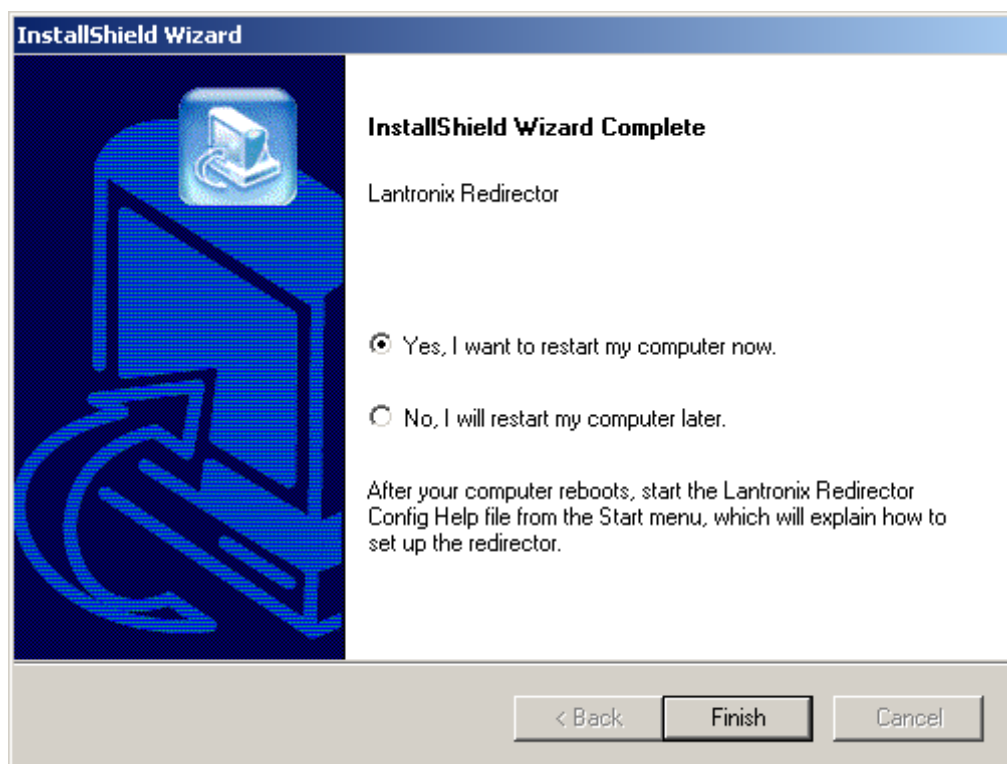 InstallShield Wizard
InstallShield Wizard Complete
Lantronix Redirector
Yes, I want to restart my computer now.
No, I will restart my computer later.
After your computer reboots, start the Lantronix Redirector
Config Help file from the Start menu, which will explain how to
set up the redirector.
< Back
Finish
Cancel